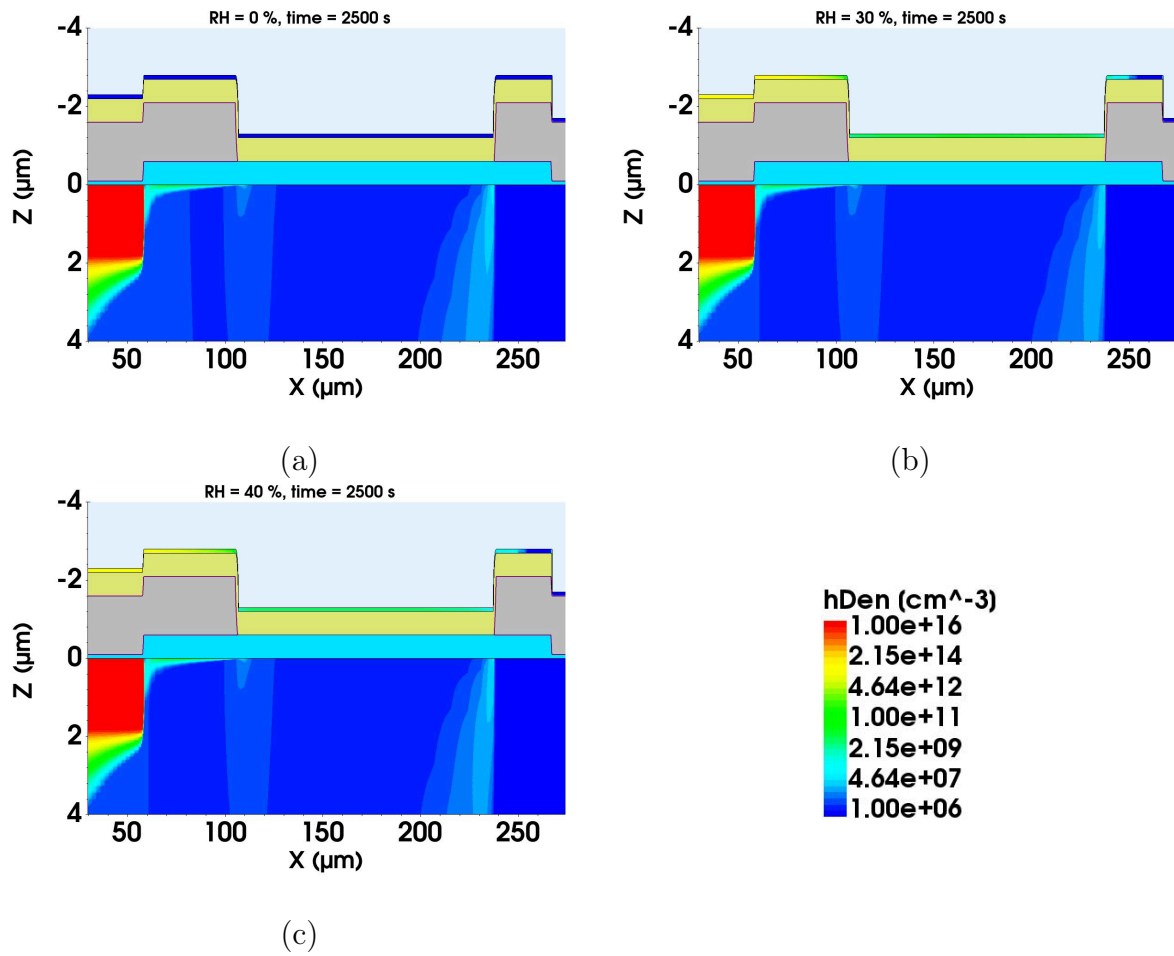 RH = 0 %, time = 2500 s
-4
-2
0
2
4
Z (µm)
50 100 150 200 250
X (µm)
(a)
RH = 30 %, time = 2500 s
-4
-2
0
2
4
Z (µm)
50 100 150 200 250
X (µm)
(b)
RH = 40 %, time = 2500 s
-4
-2
0
2
4
Z (µm)
50 100 150 200 250
X (µm)
(c)
hDen (cm^-3)
1.00e+16
2.15e+14
4.64e+12
1.00e+11
2.15e+09
4.64e+07
1.00e+06